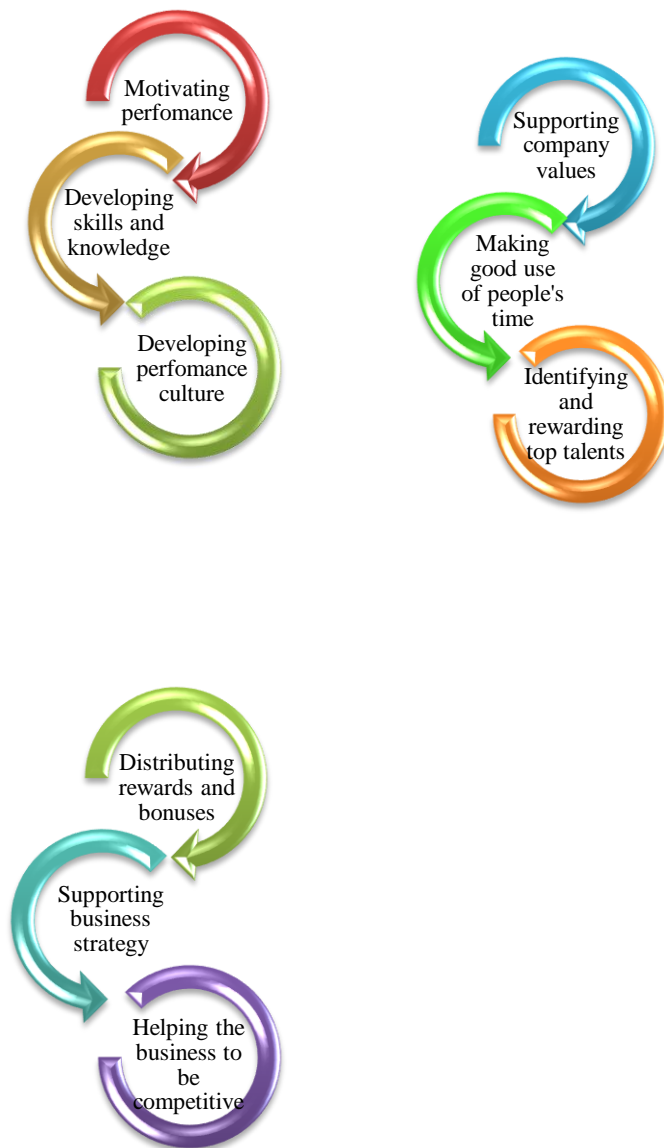 Motivating
perfomance
Developing
skills and
knowledge
Developing
perfomance
culture
Supporting
company
values
Making
good use
of people's
time
Identifying
and
rewarding
top talents
Distributing
rewards and
bonuses
Supporting
business
strategy
Helping the
business to
be
competitive